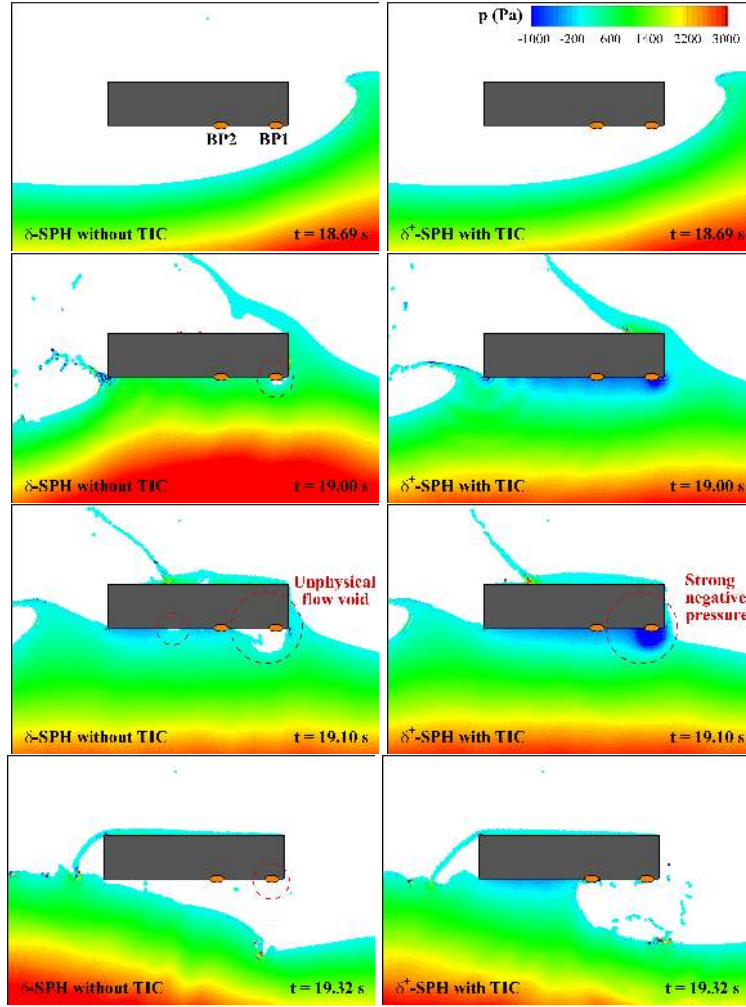 p (Pa)
-1000 -200 600 1400 2200 3000
BP2 BP1
δ-SPH without TIC t = 18.69 s
δ⁺-SPH with TIC t = 18.69 s
δ-SPH without TIC t = 19.00 s
δ⁺-SPH with TIC t = 19.00 s
Unphysical
flow void
δ-SPH without TIC t = 19.10 s
Strong
negative
pressure
δ⁺-SPH with TIC t = 19.10 s
δ-SPH without TIC t = 19.32 s
δ⁺-SPH with TIC t = 19.32 s